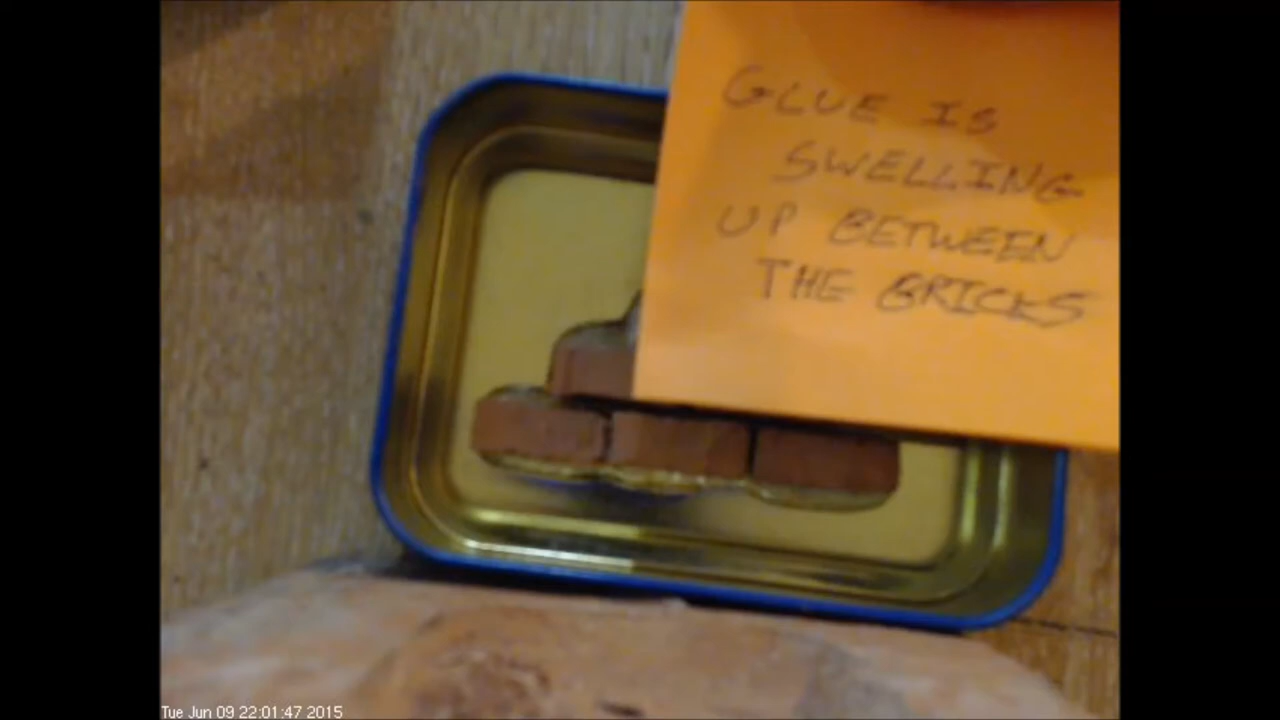 GLUE IS
SWELLING
UP BETWEEN
THE BRICKS
Tue Jun 09 22:01:47 2015